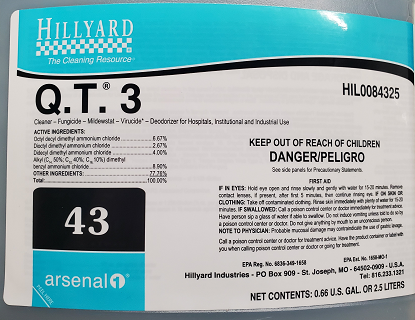 HILLYARD
The Cleaning Resource®
Q.T.® 3
HIL0084325
Cleaner – Fungicide – Mildewstat – Virucide* – Deodorizer for Hospitals, Institutional and Industrial Use
ACTIVE INGREDIENTS:
Octyl decyl dimethyl ammonium chloride 6.67%
Dioctyl dimethyl ammonium chloride 2.67%
Didecyl dimethyl ammonium chloride 4.00%
Alkyl (C14 50%; C12 40%; C16 10%) dimethyl
benzyl ammonium chloride 8.90%
OTHER INGREDIENTS: 77.76%
Total: 100.00%
KEEP OUT OF REACH OF CHILDREN
DANGER/PELIGRO
See side panels for Precautionary Statements.
FIRST AID
IF IN EYES: Hold eye open and rinse slowly and gently with water for 15-20 minutes. Remove
contact lenses, if present, after first 5 minutes, then continue rinsing eye. IF ON SKIN OR
CLOTHING: Take off contaminated clothing. Rinse skin immediately with plenty of water for 15-20
minutes. IF SWALLOWED: Call a poison control center or doctor immediately for treatment advice.
Have person sip a glass of water if able to swallow. Do not induce vomiting unless told to do so by
a poison control center or doctor. Do not give anything by mouth to an unconscious person.
NOTE TO PHYSICIAN: Probable mucosal damage may contraindicate the use of gastric lavage.
Call a poison control center or doctor for treatment advice. Have the product container or label with
you when calling poison control center or doctor or going for treatment.
EPA Reg. No. 6836-349-1658
EPA Est. No. 1658-MO-1
Hillyard Industries - PO Box 909 - St. Joseph, MO - 64502-0909 - U.S.A.
Tel: 816.233.1321
NET CONTENTS: 0.66 U.S. GAL. OR 2.5 LITERS
43
arsenal 1®
PEEL HERE